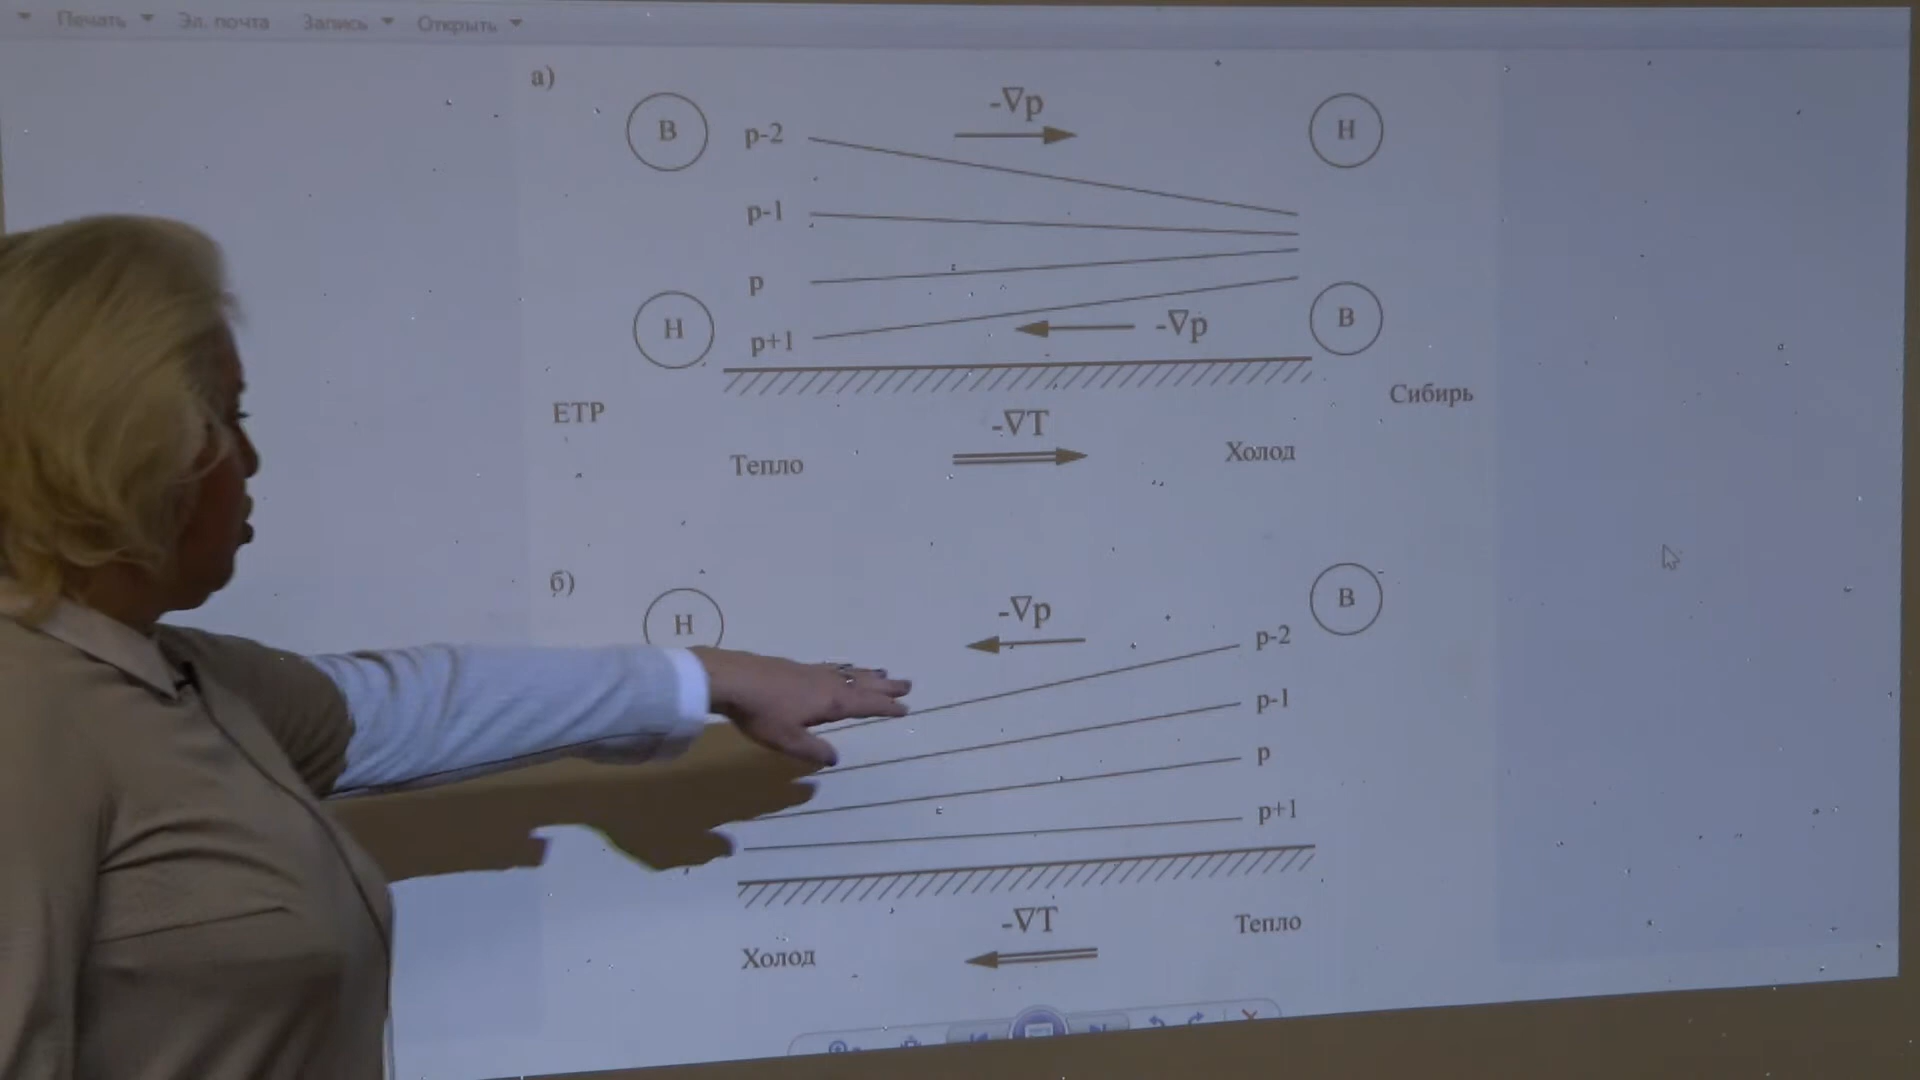 Печать Эл. почта Запись Открыть
а)
-∇p
В p-2 Н
p-1
p
Н p+1 -∇p В
ЕТР Сибирь
-∇T
Тепло Холод
б)
Н -∇p В
p-2
p-1
p
p+1
-∇T
Холод Тепло